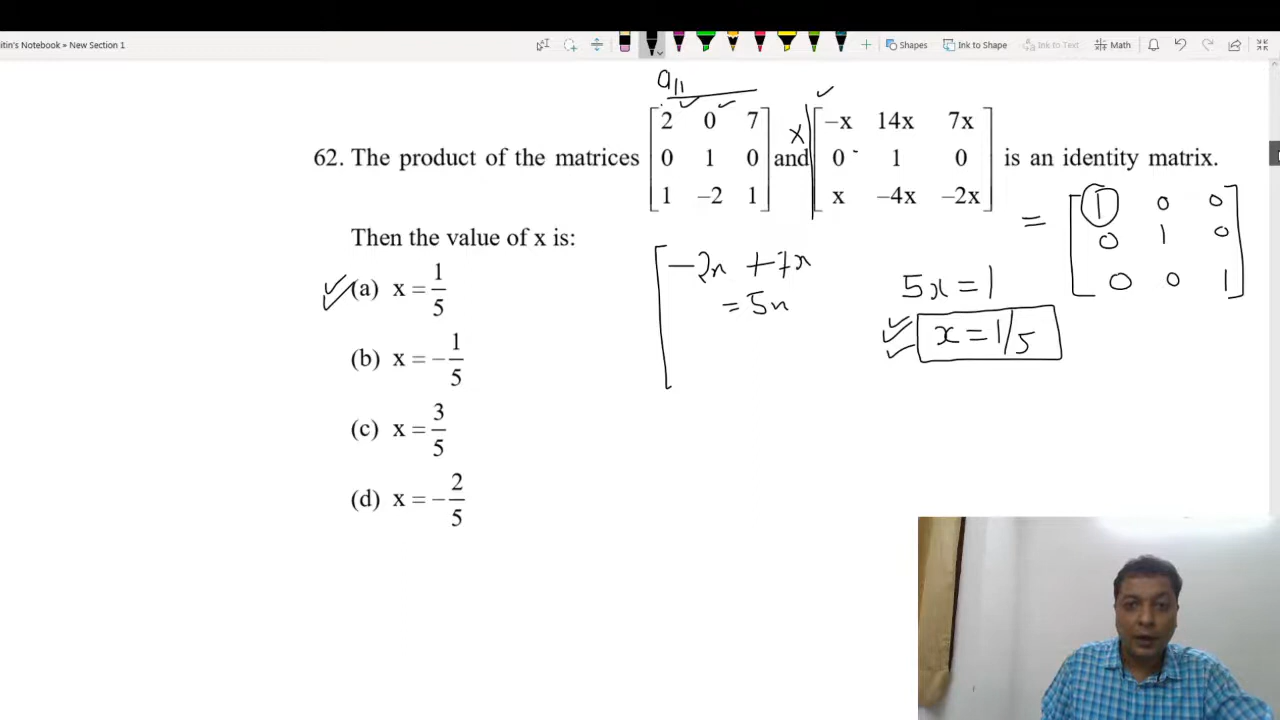 itin's Notebook » New Section 1
Shapes Ink to Shape Ink to Text Math
a11
2 0 7 × –x 14x 7x
62. The product of the matrices 0 1 0 and 0 1 0 is an identity matrix.
1 –2 1 x –4x –2x
= 1 0 0
0 1 0
0 0 1
Then the value of x is:
–2x +7x
= 5x
5x = 1
x = 1/5
(a) x = 1/5
(b) x = –1/5
(c) x = 3/5
(d) x = –2/5